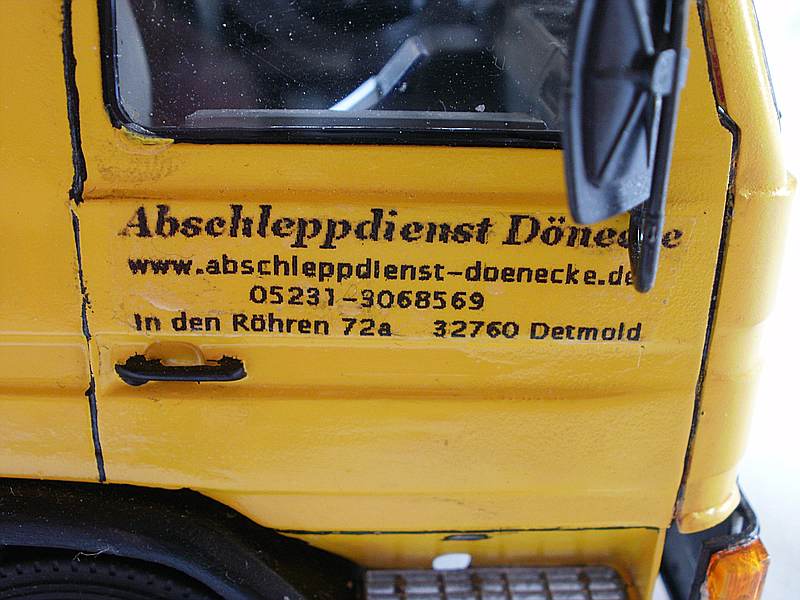 Abschleppdienst Dönecke
www.abschleppdienst-doenecke.de
05231-3068569
In den Röhren 72a 32760 Detmold